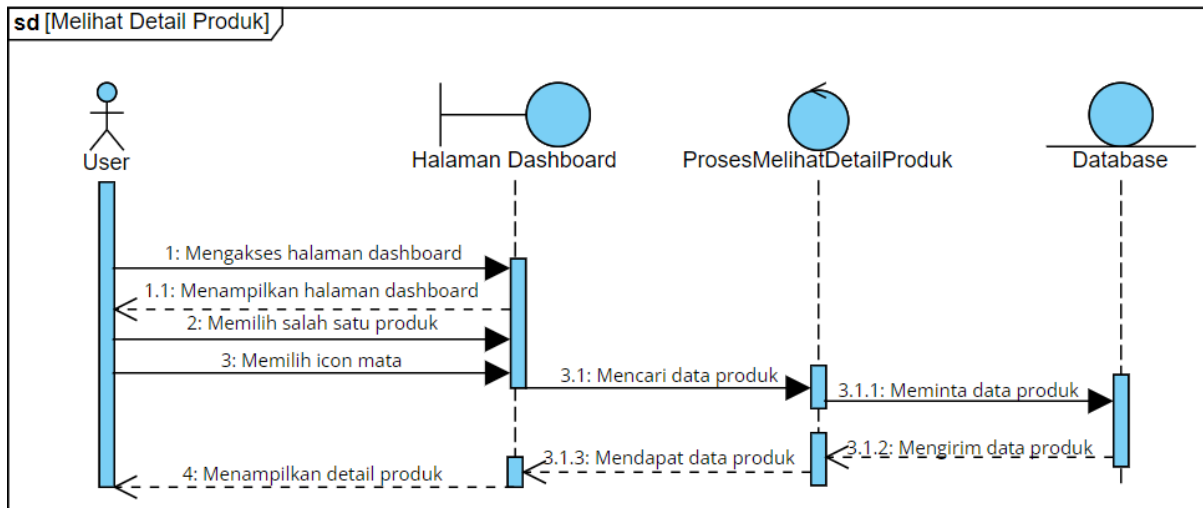 sd [Melihat Detail Produk]
User
Halaman Dashboard
ProsesMelihatDetailProduk
Database
1: Mengakses halaman dashboard
1.1: Menampilkan halaman dashboard
2: Memilih salah satu produk
3: Memilih icon mata
3.1: Mencari data produk
3.1.1: Meminta data produk
3.1.2: Mengirim data produk
3.1.3: Mendapat data produk
4: Menampilkan detail produk